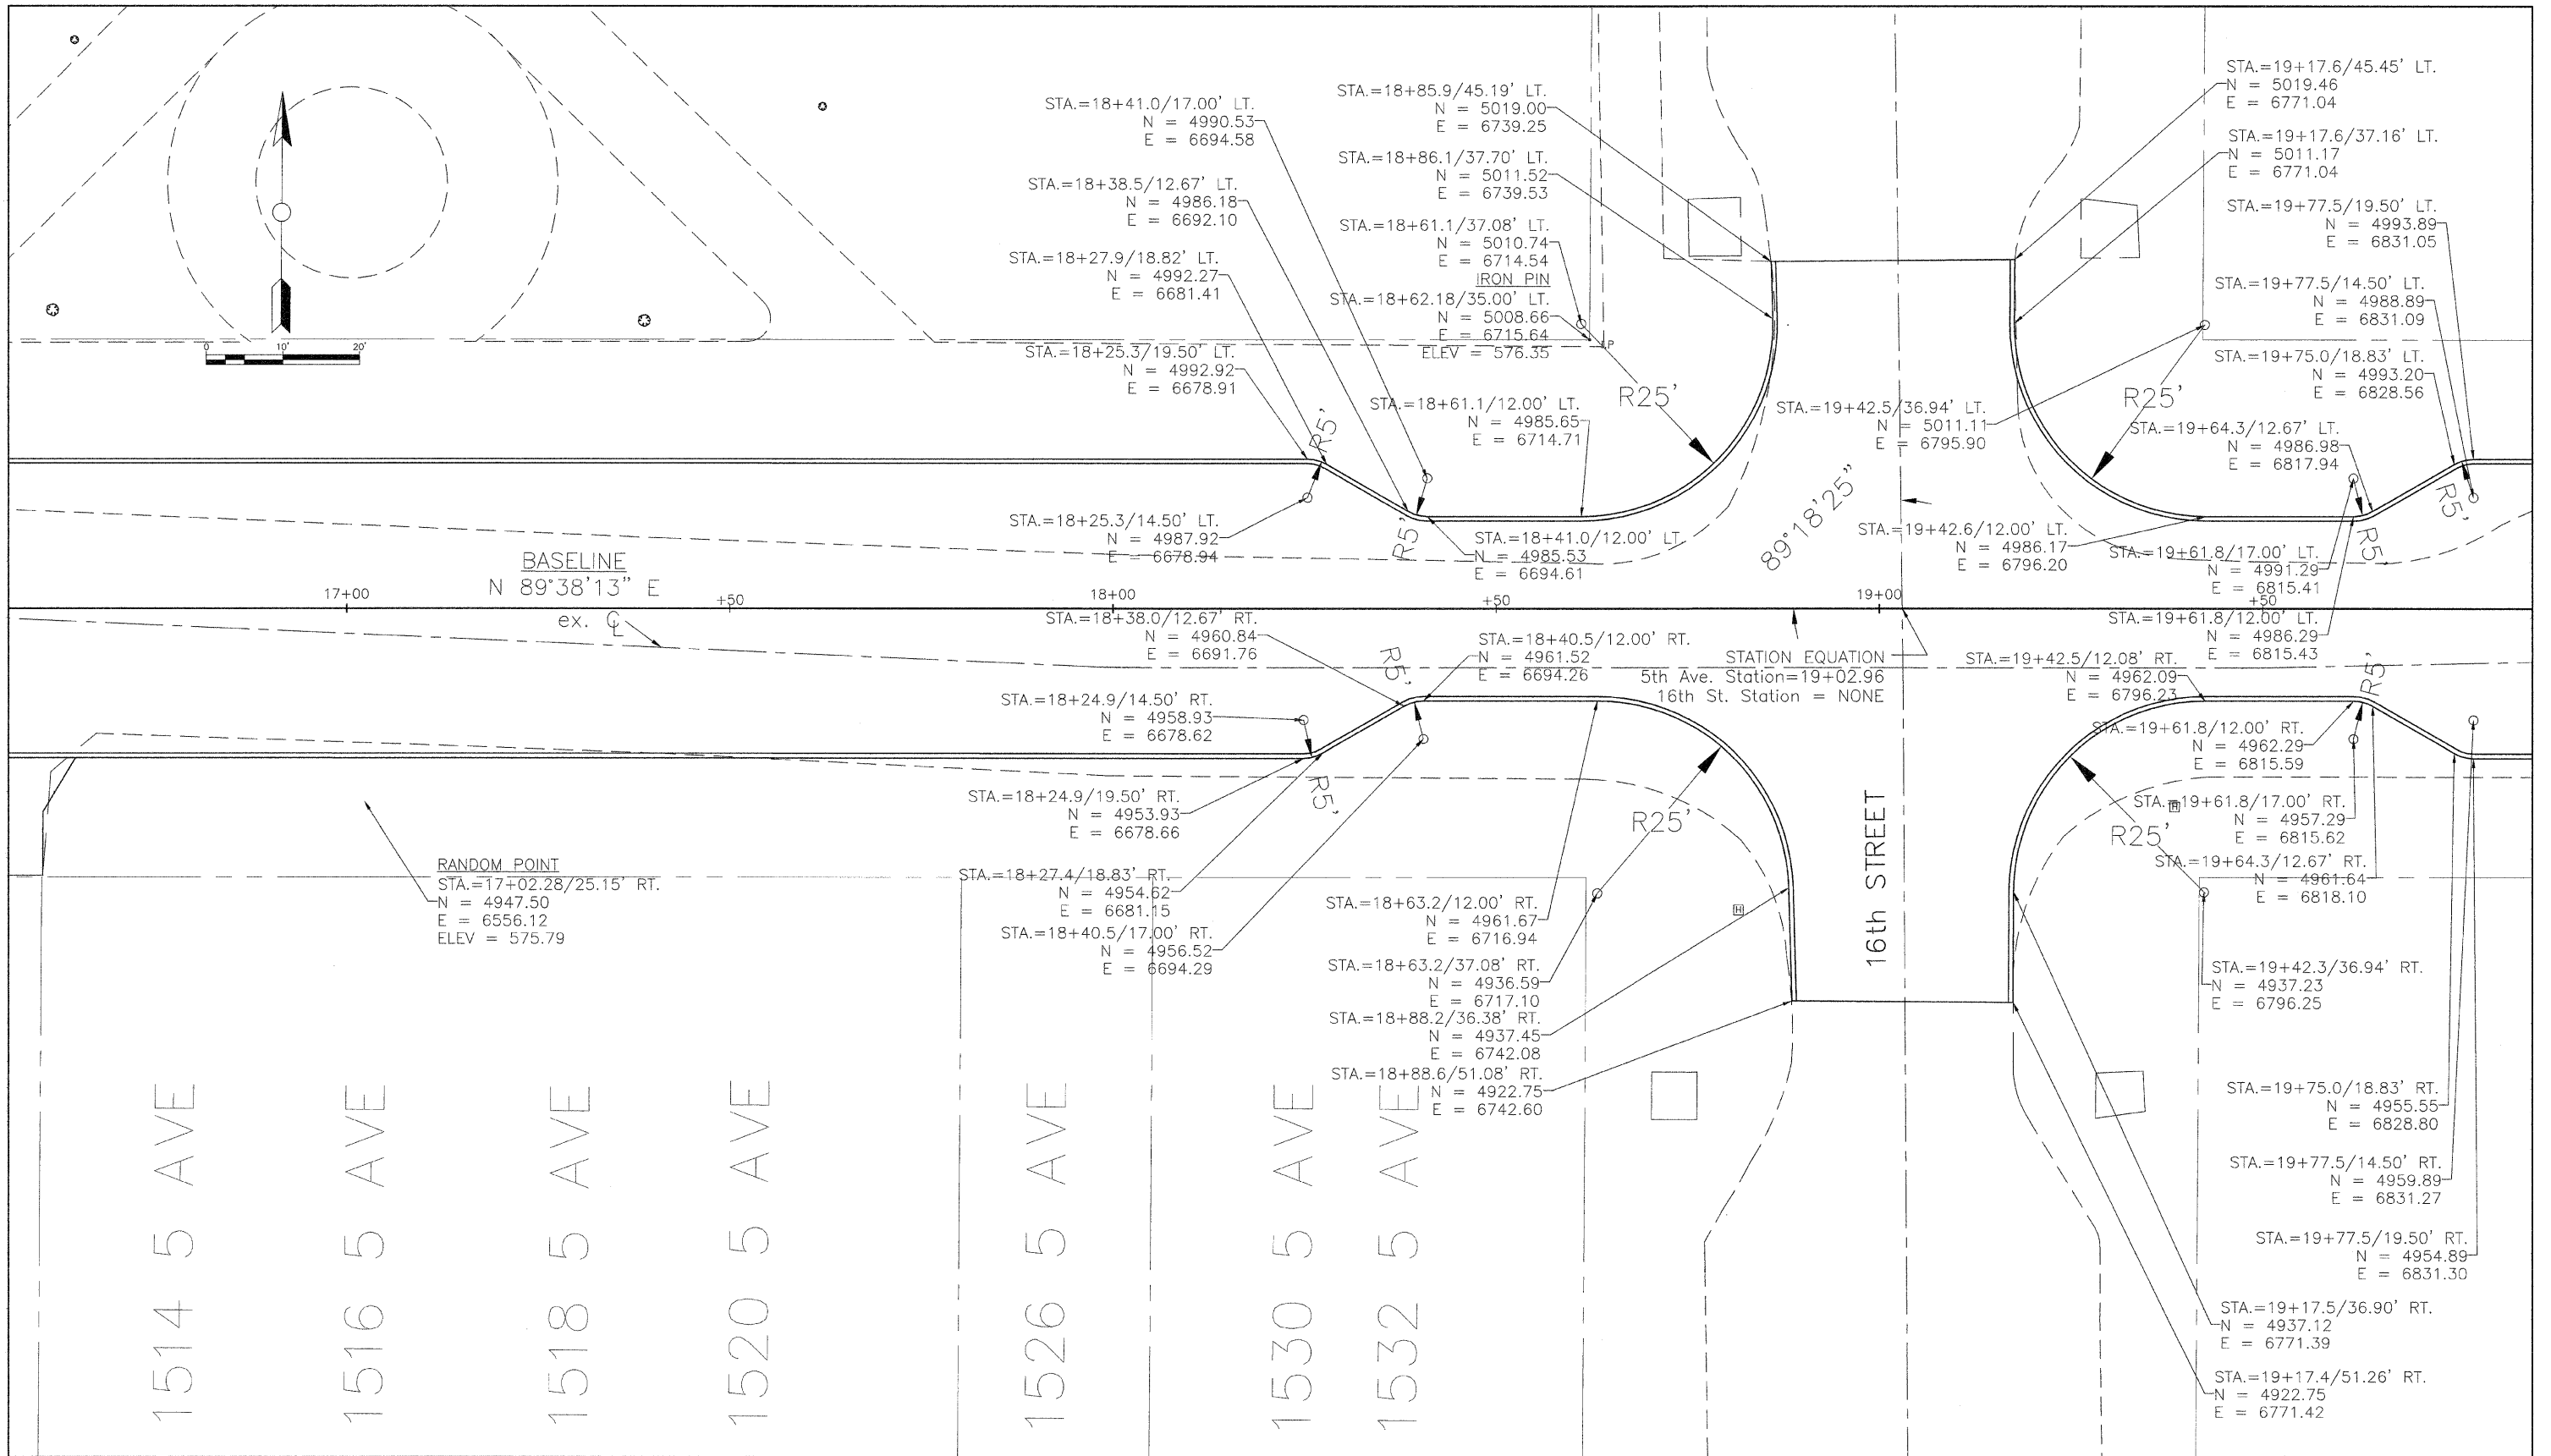 STA.=18+41.0/17.00' LT.
N = 4990.53
E = 6694.58
STA.=18+38.5/12.67' LT.
N = 4986.18
E = 6692.10
STA.=18+27.9/18.82' LT.
N = 4992.27
E = 6681.41
STA.=18+25.3/19.50' LT.
N = 4992.92
E = 6678.91
STA.=18+85.9/45.19' LT.
N = 5019.00
E = 6739.25
STA.=18+86.1/37.70' LT.
N = 5011.52
E = 6739.53
STA.=18+61.1/37.08' LT.
N = 5010.74
E = 6714.54
IRON PIN
STA.=18+62.18/35.00' LT.
N = 5008.66
E = 6715.64
ELEV = 576.35
STA.=18+61.1/12.00' LT.
N = 4985.65
E = 6714.71
STA.=19+17.6/45.45' LT.
N = 5019.46
E = 6771.04
STA.=19+17.6/37.16' LT.
N = 5011.17
E = 6771.04
STA.=19+77.5/19.50' LT.
N = 4993.89
E = 6831.05
STA.=19+77.5/14.50' LT.
N = 4988.89
E = 6831.09
STA.=19+75.0/18.83' LT.
N = 4993.20
E = 6828.56
STA.=19+64.3/12.67' LT.
N = 4986.98
E = 6817.94
STA.=19+42.5/36.94' LT.
N = 5011.11
E = 6795.90
0 10' 20'
R25'
R25'
R5'
R5'
R5'
R5'
89°18'25"
STA.=18+25.3/14.50' LT.
N = 4987.92
E = 6678.94
STA.=18+41.0/12.00' LT
N = 4985.53
E = 6694.61
STA.=19+42.6/12.00' LT.
N = 4986.17
E = 6796.20
STA.=19+61.8/17.00' LT.
N = 4991.29
E = 6815.41
BASELINE
N 89°38'13" E
17+00 +50 18+00 +50 19+00 +50
ex. ℄
STA.=18+38.0/12.67' RT.
N = 4960.84
E = 6691.76
STA.=18+40.5/12.00' RT.
N = 4961.52
E = 6694.26
STATION EQUATION
5th Ave. Station=19+02.96
16th St. Station = NONE
STA.=19+61.8/12.00' LT.
N = 4986.29
E = 6815.43
STA.=19+42.5/12.08' RT.
N = 4962.09
E = 6796.23
STA.=18+24.9/14.50' RT.
N = 4958.93
E = 6678.62
R5'
R5'
R5'
STA.=19+61.8/12.00' RT.
N = 4962.29
E = 6815.59
STA.=18+24.9/19.50' RT.
N = 4953.93
E = 6678.66
R25'
R25'
STA.=19+61.8/17.00' RT.
N = 4957.29
E = 6815.62
H
H
RANDOM POINT
STA.=17+02.28/25.15' RT.
N = 4947.50
E = 6556.12
ELEV = 575.79
STA.=18+27.4/18.83' RT.
N = 4954.62
E = 6681.15
STA.=18+40.5/17.00' RT.
N = 4956.52
E = 6694.29
STA.=18+63.2/12.00' RT.
N = 4961.67
E = 6716.94
STA.=18+63.2/37.08' RT.
N = 4936.59
E = 6717.10
STA.=18+88.2/36.38' RT.
N = 4937.45
E = 6742.08
STA.=18+88.6/51.08' RT.
N = 4922.75
E = 6742.60
16th STREET
STA.=19+64.3/12.67' RT.
N = 4961.64
E = 6818.10
STA.=19+42.3/36.94' RT.
N = 4937.23
E = 6796.25
STA.=19+75.0/18.83' RT.
N = 4955.55
E = 6828.80
STA.=19+77.5/14.50' RT.
N = 4959.89
E = 6831.27
STA.=19+77.5/19.50' RT.
N = 4954.89
E = 6831.30
STA.=19+17.5/36.90' RT.
N = 4937.12
E = 6771.39
STA.=19+17.4/51.26' RT.
N = 4922.75
E = 6771.42
1514 5 AVE
1516 5 AVE
1518 5 AVE
1520 5 AVE
1526 5 AVE
1530 5 AVE
1532 5 AVE